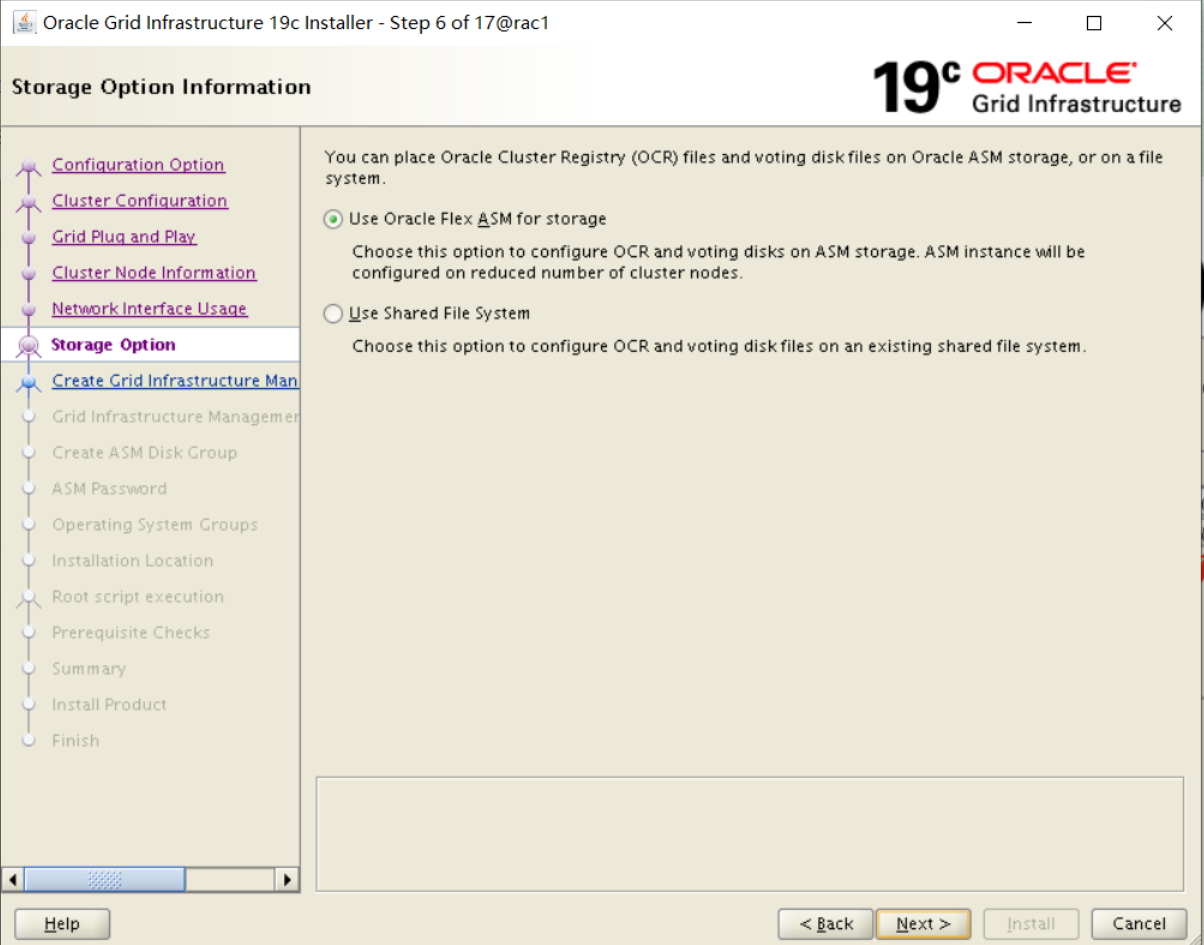 Oracle Grid Infrastructure 19c Installer - Step 6 of 17@rac1
Storage Option Information
19c ORACLE
Grid Infrastructure
Configuration Option
Cluster Configuration
Grid Plug and Play
Cluster Node Information
Network Interface Usage
Storage Option
Create Grid Infrastructure Man
Grid Infrastructure Managemer
Create ASM Disk Group
ASM Password
Operating System Groups
Installation Location
Root script execution
Prerequisite Checks
Summary
Install Product
Finish
You can place Oracle Cluster Registry (OCR) files and voting disk files on Oracle ASM storage, or on a file
system.
Use Oracle Flex ASM for storage
Choose this option to configure OCR and voting disks on ASM storage. ASM instance will be
configured on reduced number of cluster nodes.
Use Shared File System
Choose this option to configure OCR and voting disk files on an existing shared file system.
Help
< Back
Next >
Install
Cancel